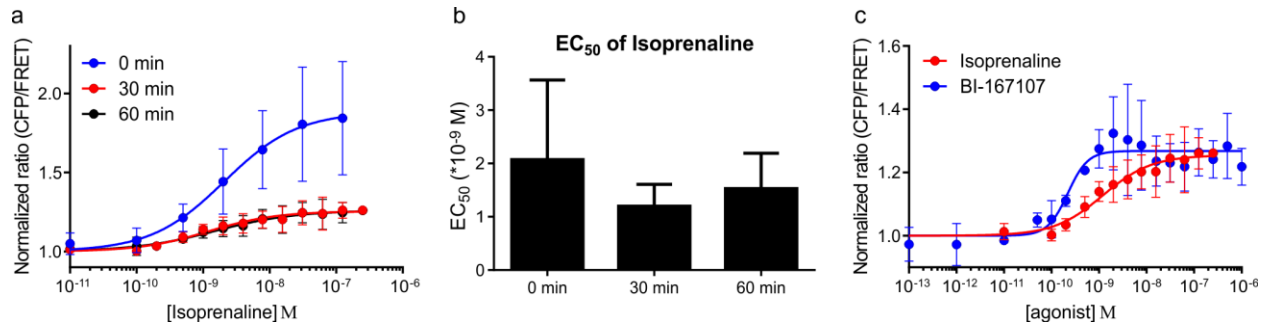 a
Normalized ratio (CFP/FRET)
2.0
1.5
1.0
0 min
30 min
60 min
10-11 10-10 10-9 10-8 10-7 10-6
[Isoprenaline] M
b
EC50 of Isoprenaline
EC50 (*10-9 M)
4
3
2
1
0
0 min 30 min 60 min
c
Normalized ratio (CFP/FRET)
1.6
1.4
1.2
1.0
Isoprenaline
BI-167107
10-13 10-12 10-11 10-10 10-9 10-8 10-7 10-6
[agonist] M